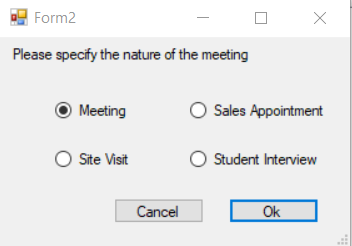 Form2
Please specify the nature of the meeting
Meeting Sales Appointment
Site Visit Student Interview
Cancel Ok